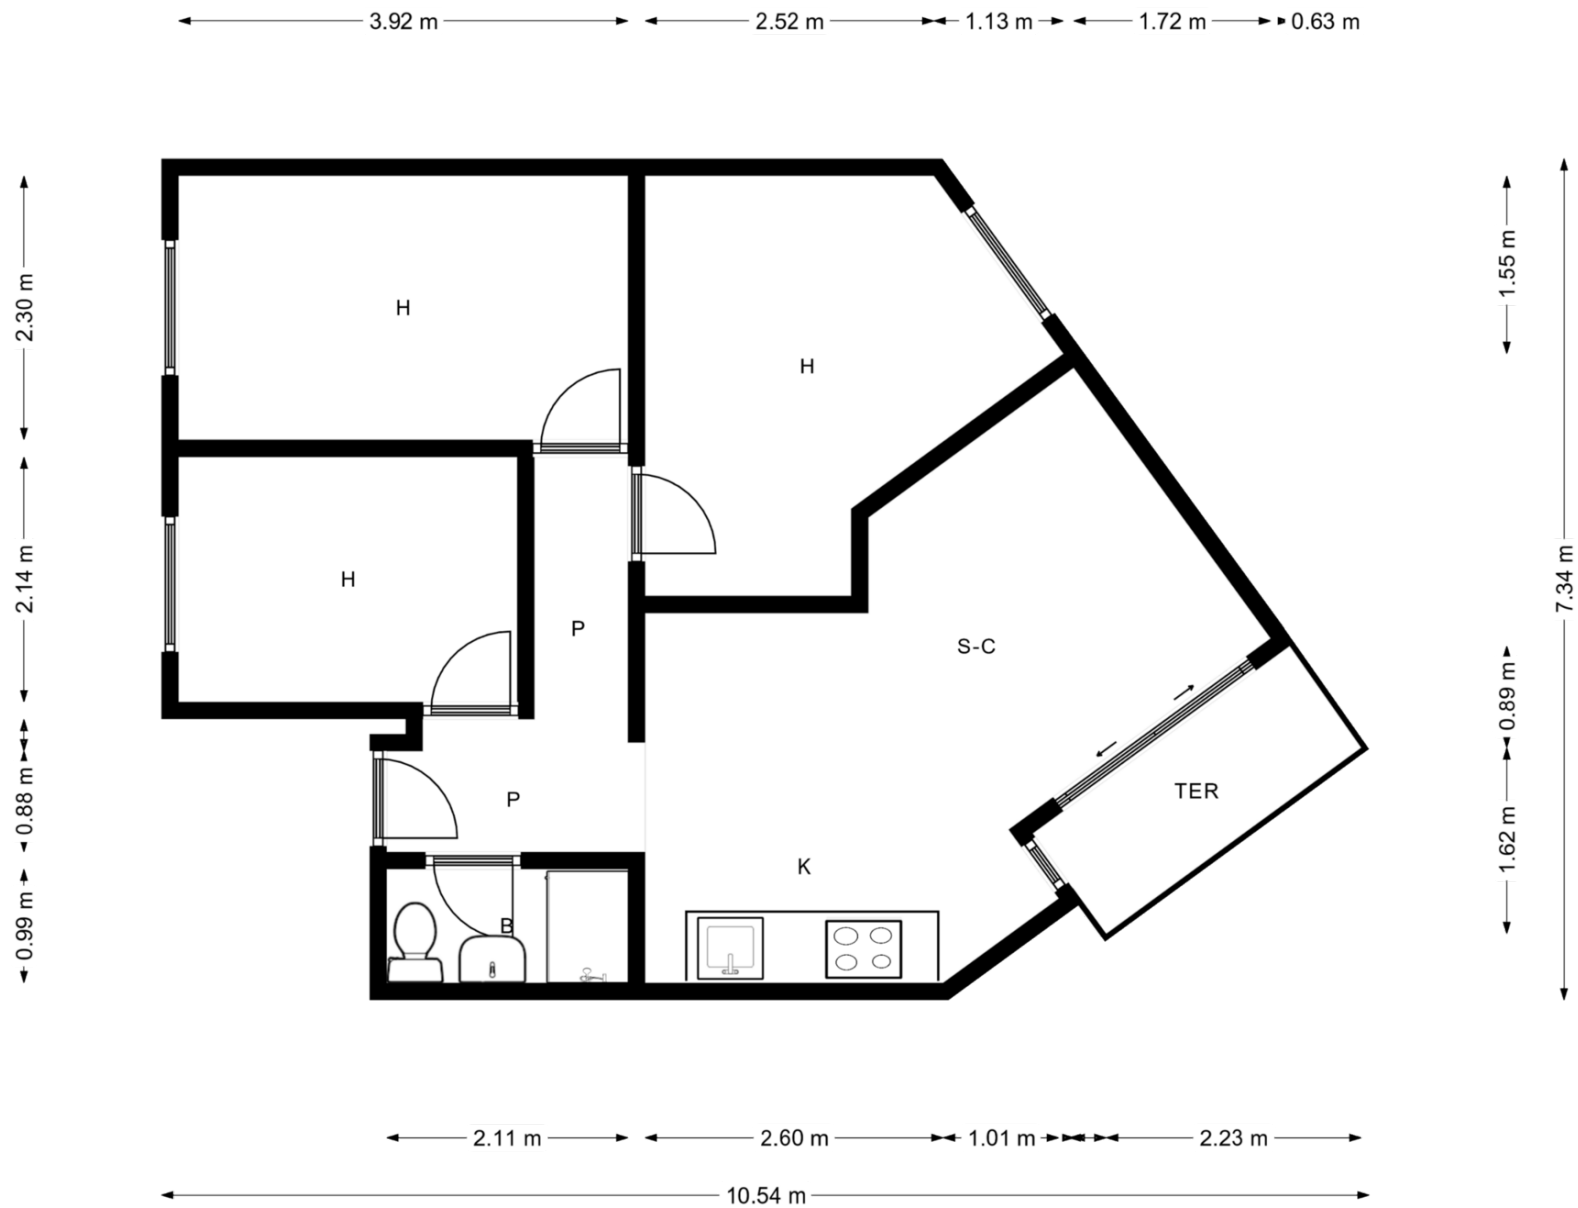 3.92 m
2.52 m
1.13 m
1.72 m
0.63 m
2.30 m
2.14 m
0.88 m
0.99 m
H
H
H
P
S-C
P
TER
K
B
1.55 m
0.89 m
1.62 m
7.34 m
2.11 m
2.60 m
1.01 m
2.23 m
10.54 m